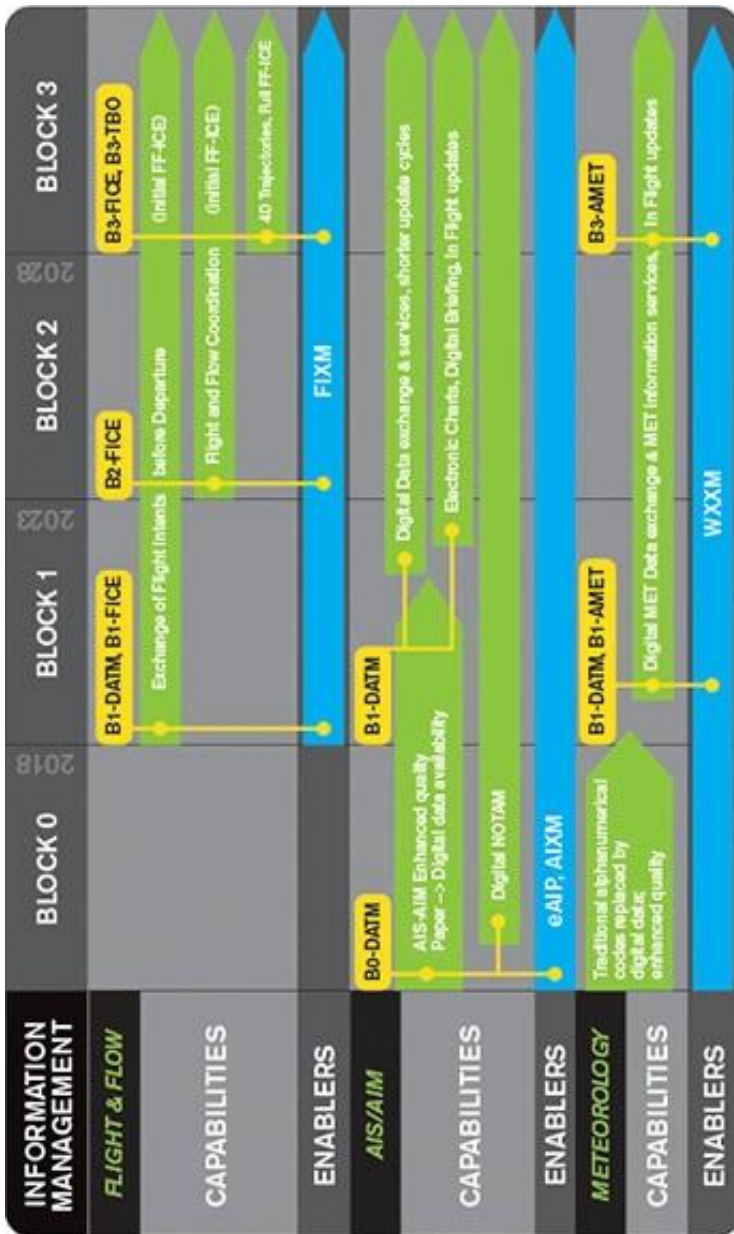 INFORMATION
MANAGEMENT
BLOCK 0
2018
BLOCK 1
2023
BLOCK 2
2028
BLOCK 3
FLIGHT & FLOW
B1-DATM, B1-FICE
B2-FICE
B3-FICE, B3-TBO
CAPABILITIES
Exchange of Flight Intents before Departure (Initial FF-ICE)
Flight and Flow Coordination (Initial FF-ICE)
4D Trajectories, Full FF-ICE
ENABLERS
FIXM
AIS/AIM
B0-DATM
B1-DATM
CAPABILITIES
AIS-AIM Enhanced quality
Paper --> Digital data availability
Digital Data exchange & services, shorter update cycles
Electronic Charts, Digital Briefing, In Flight updates
Digital NOTAM
ENABLERS
eAIP, AIXM
METEOROLOGY
B1-DATM, B1-AMET
B3-AMET
CAPABILITIES
Traditional alphanumerical
codes replaced by
digital data;
enhanced quality
Digital MET Data exchange & MET information services, In Flight updates
ENABLERS
WXXM